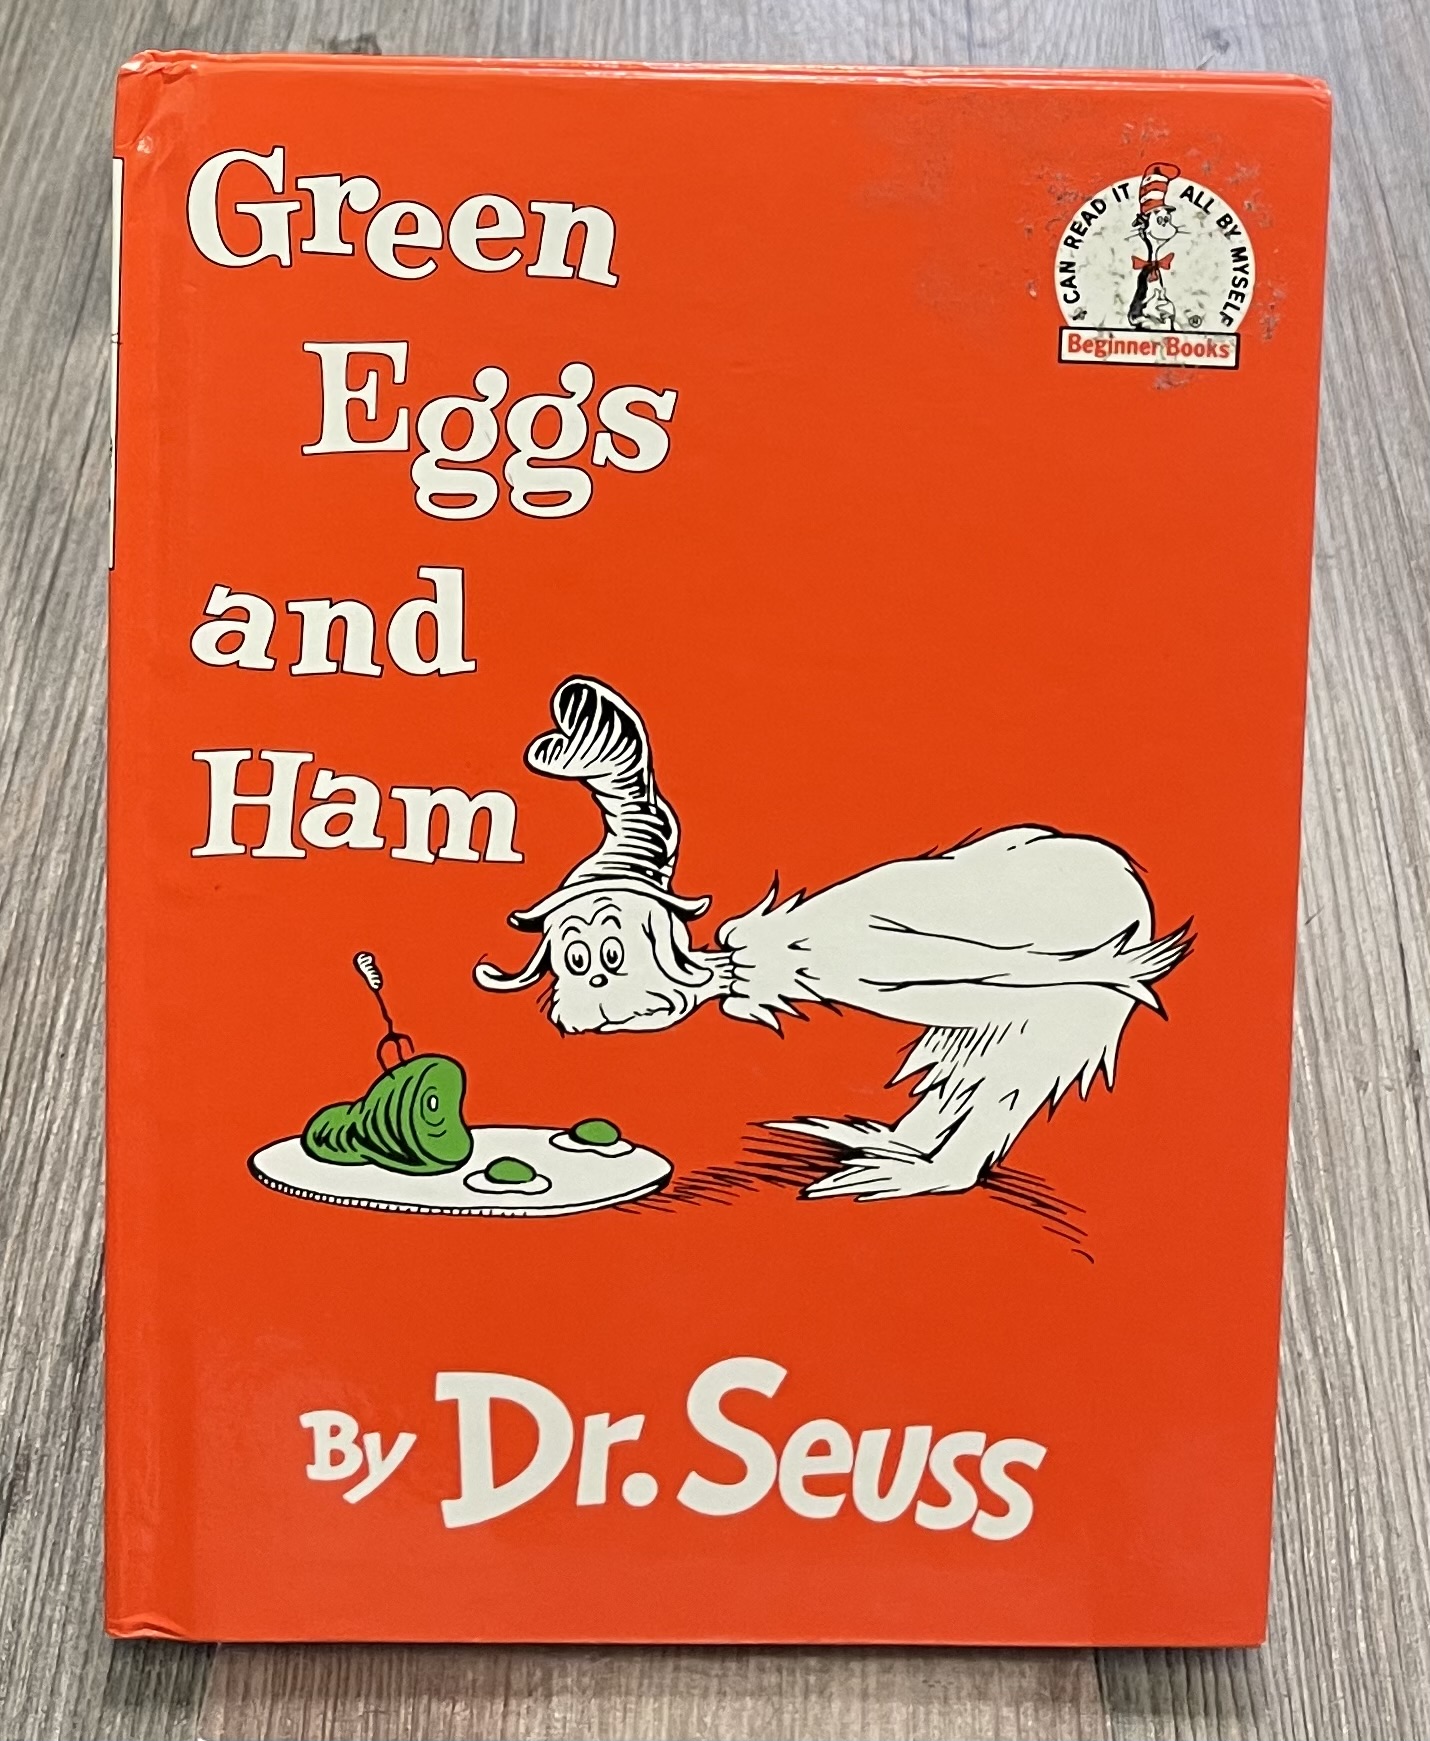 Green
Eggs
and
Ham
I CAN READ IT ALL BY MYSELF
®
Beginner Books
By Dr. Seuss